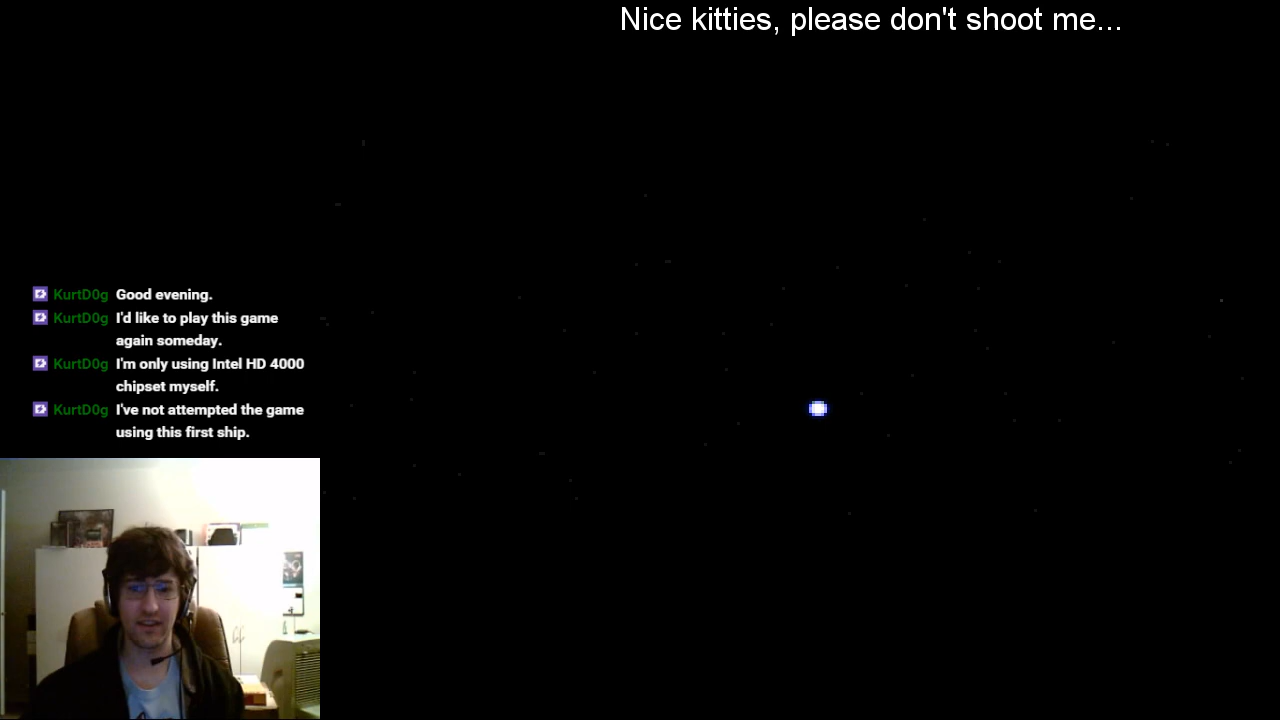 Nice kitties, please don't shoot me...
KurtD0g Good evening.
KurtD0g I'd like to play this game
again someday.
KurtD0g I'm only using Intel HD 4000
chipset myself.
KurtD0g I've not attempted the game
using this first ship.